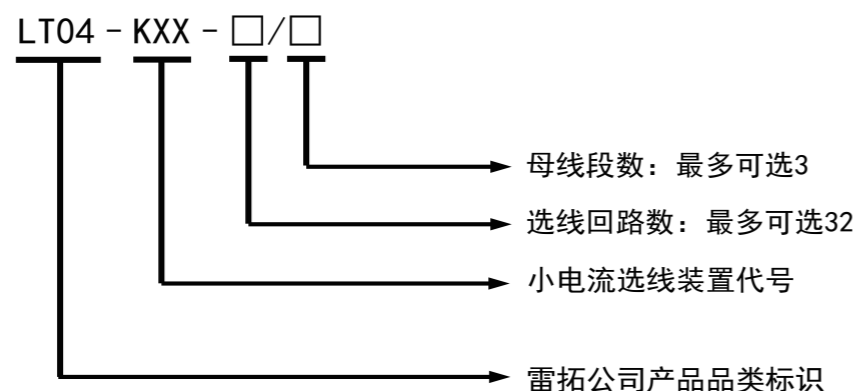 LT04-KXX-□/□
母线段数：最多可选3
选线回路数：最多可选32
小电流选线装置代号
雷拓公司产品品类标识